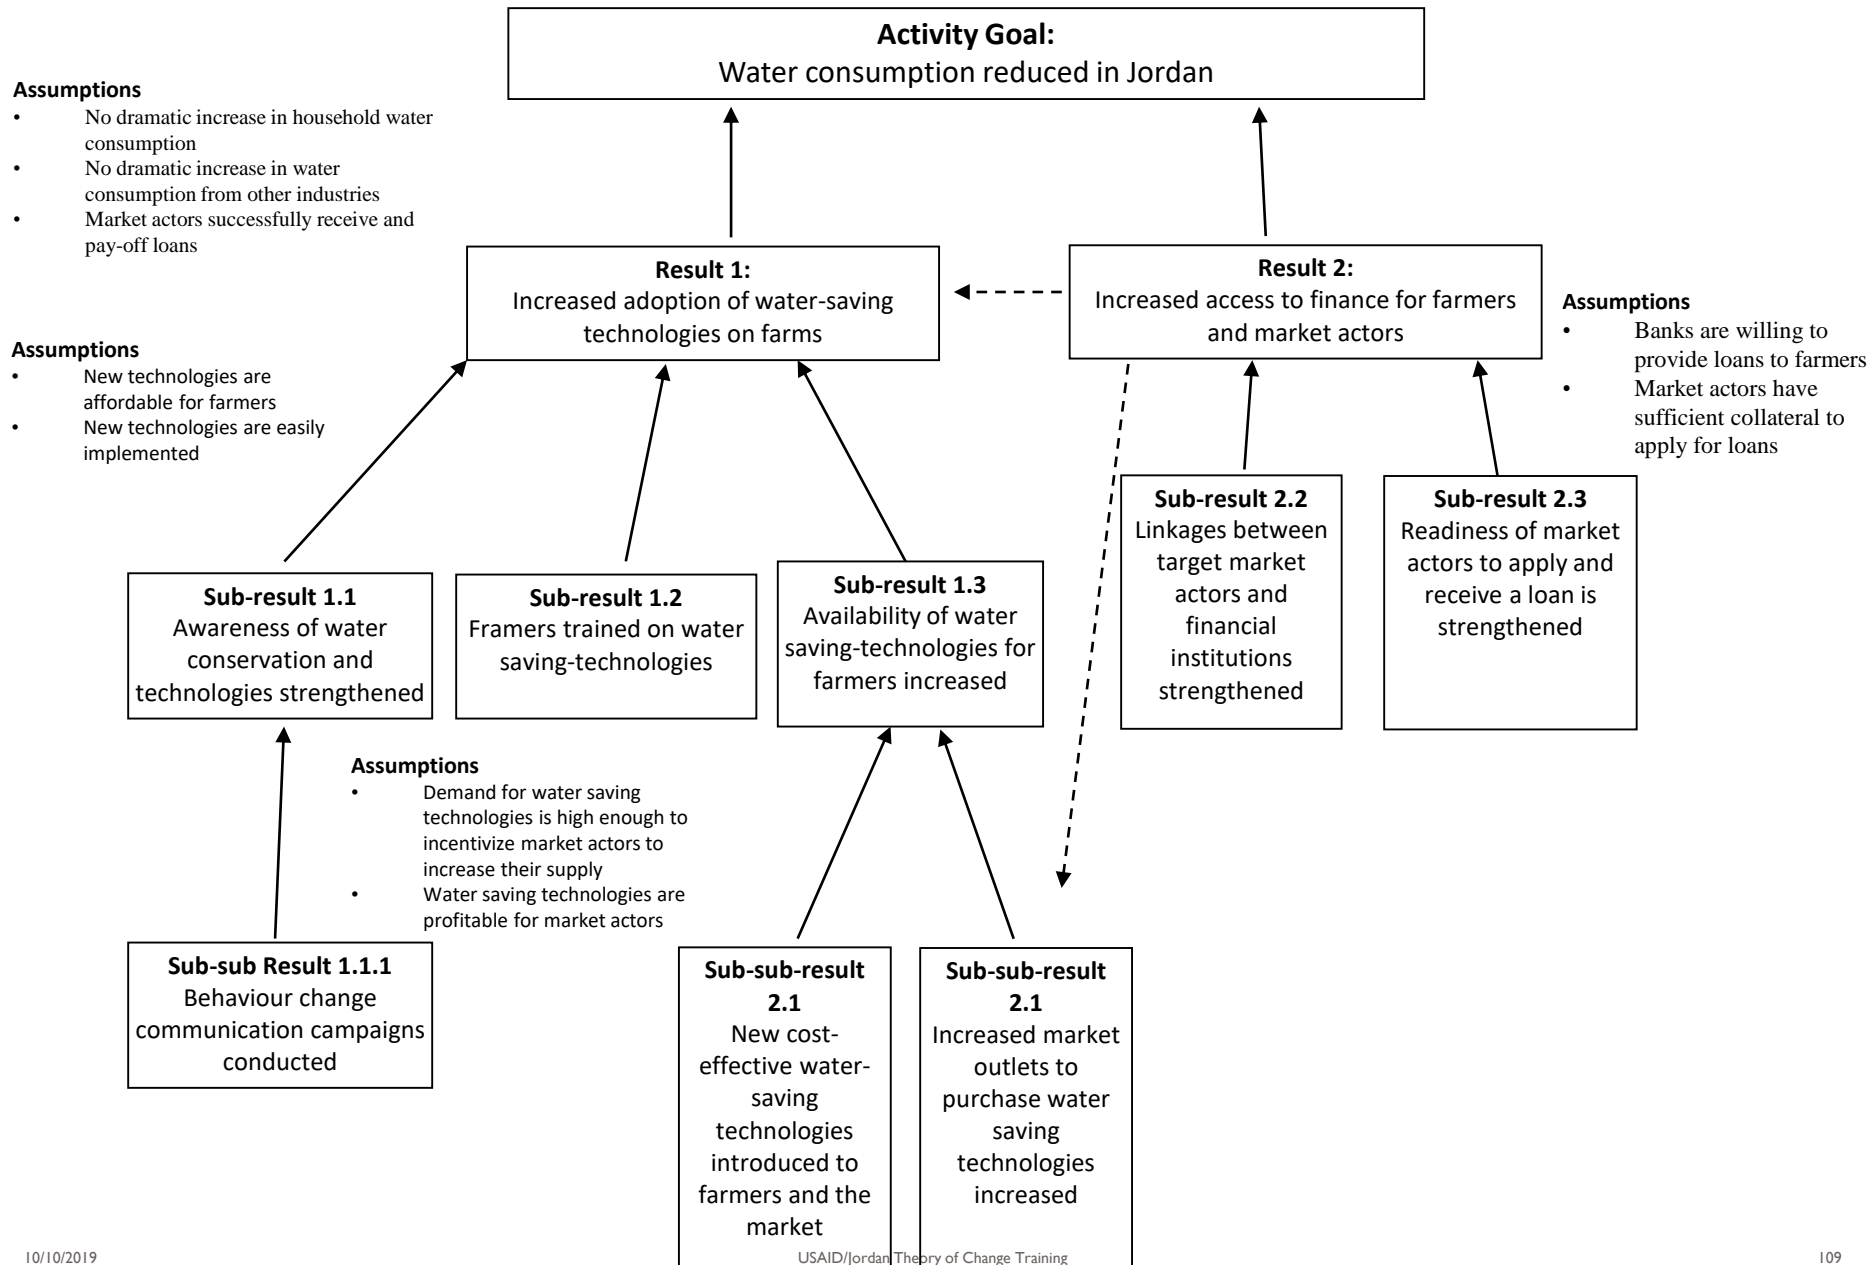 Activity Goal:
Water consumption reduced in Jordan
Assumptions
• No dramatic increase in household water
consumption
• No dramatic increase in water
consumption from other industries
• Market actors successfully receive and
pay-off loans
Result 1:
Increased adoption of water-saving
technologies on farms
Result 2:
Increased access to finance for farmers
and market actors
Assumptions
• Banks are willing to
provide loans to farmers
• Market actors have
sufficient collateral to
apply for loans
Assumptions
• New technologies are
affordable for farmers
• New technologies are easily
implemented
Sub-result 2.2
Linkages between
target market
actors and
financial
institutions
strengthened
Sub-result 2.3
Readiness of market
actors to apply and
receive a loan is
strengthened
Sub-result 1.1
Awareness of water
conservation and
technologies strengthened
Sub-result 1.2
Framers trained on water
saving-technologies
Sub-result 1.3
Availability of water
saving-technologies for
farmers increased
Assumptions
• Demand for water saving
technologies is high enough to
incentivize market actors to
increase their supply
• Water saving technologies are
profitable for market actors
Sub-sub Result 1.1.1
Behaviour change
communication campaigns
conducted
Sub-sub-result
2.1
New cost-
effective water-
saving
technologies
introduced to
farmers and the
market
Sub-sub-result
2.1
Increased market
outlets to
purchase water
saving
technologies
increased
10/10/2019
USAID/Jordan Theory of Change Training
109